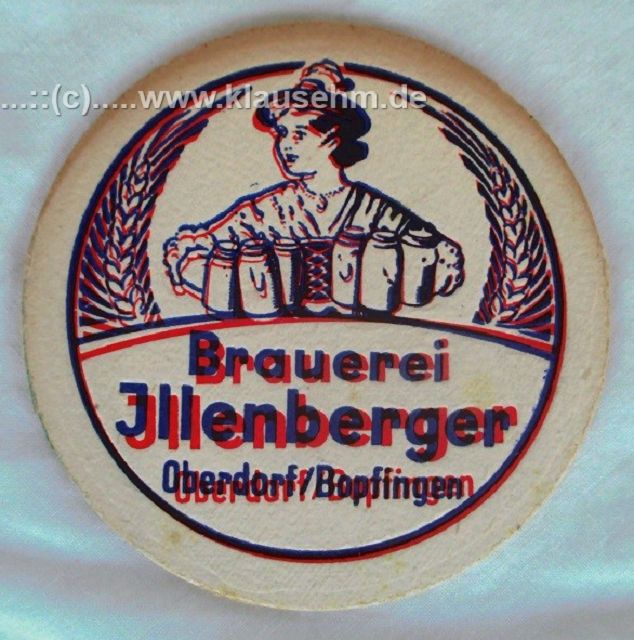 ...::(c).....www.klausehm.de
Brauerei
Jllenberger
Oberdorf/Bopfingen